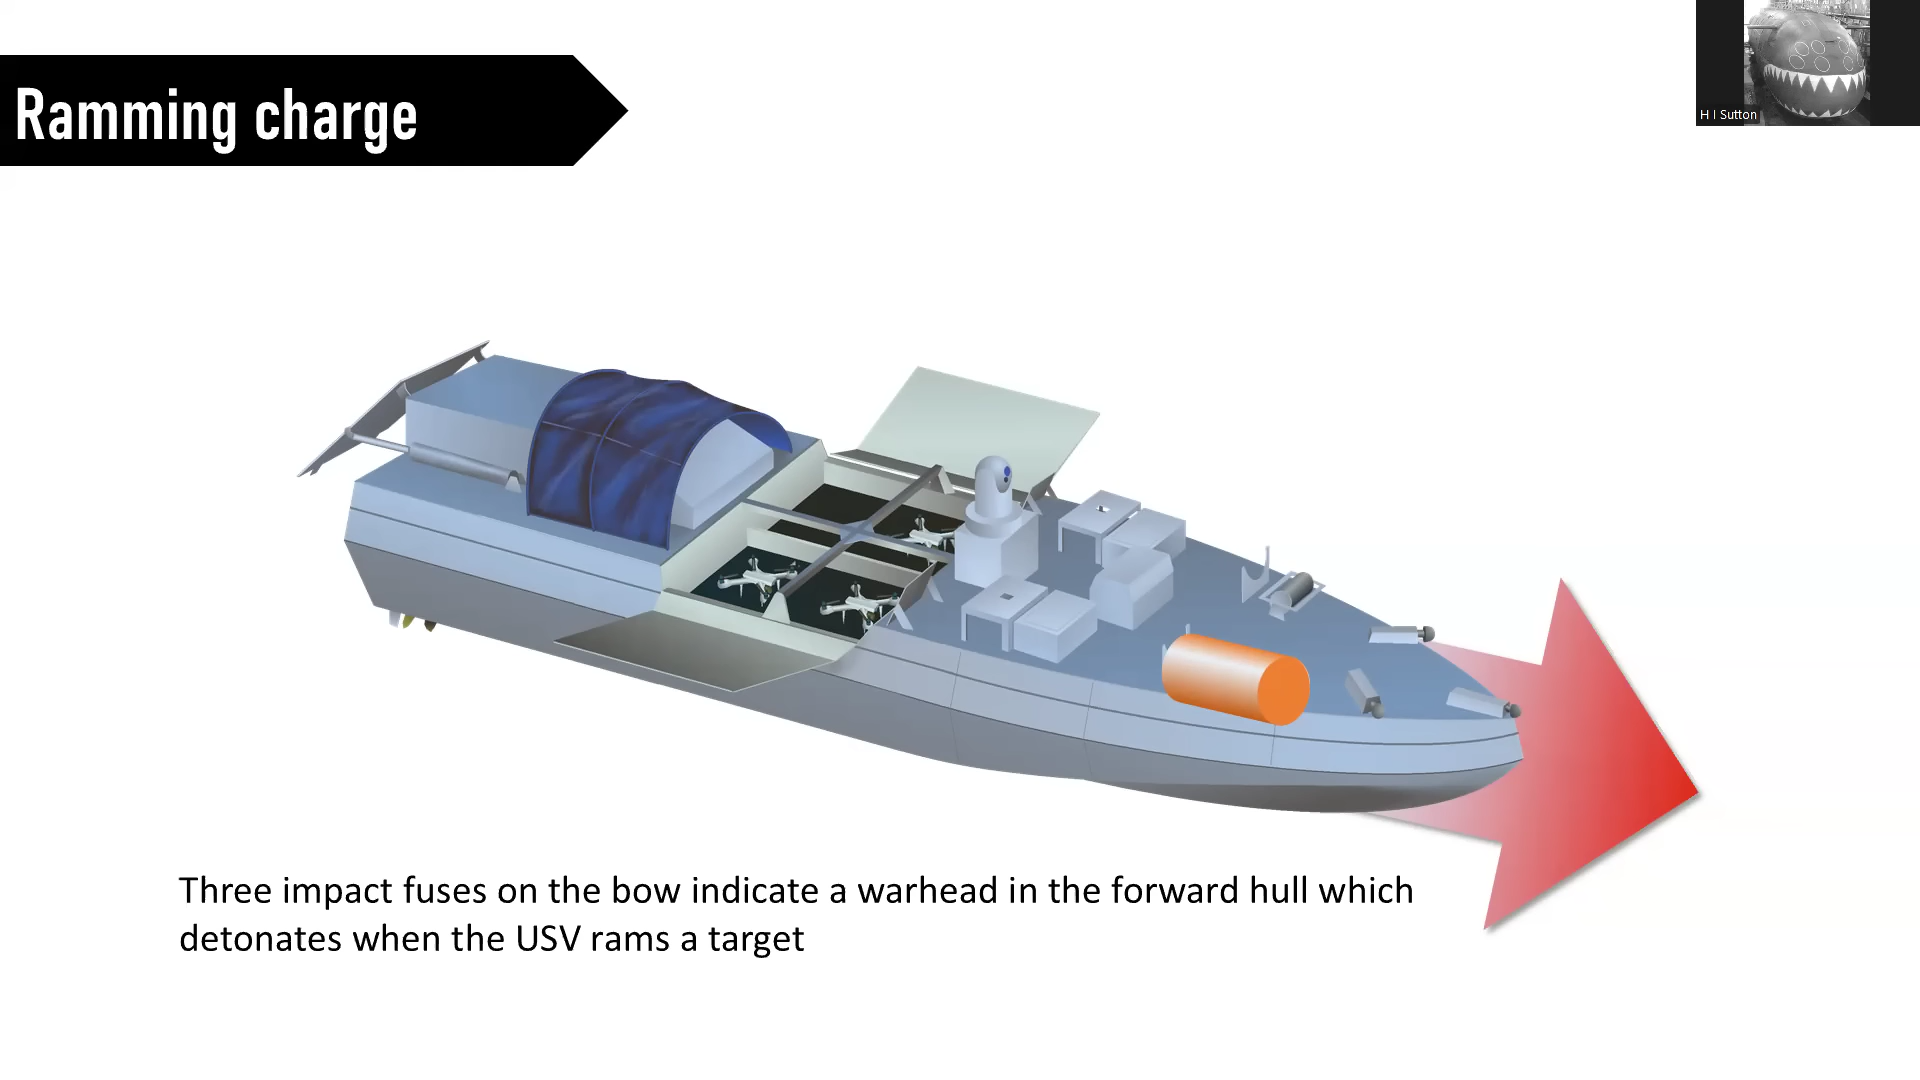 Ramming charge
H I Sutton
Three impact fuses on the bow indicate a warhead in the forward hull which
detonates when the USV rams a target